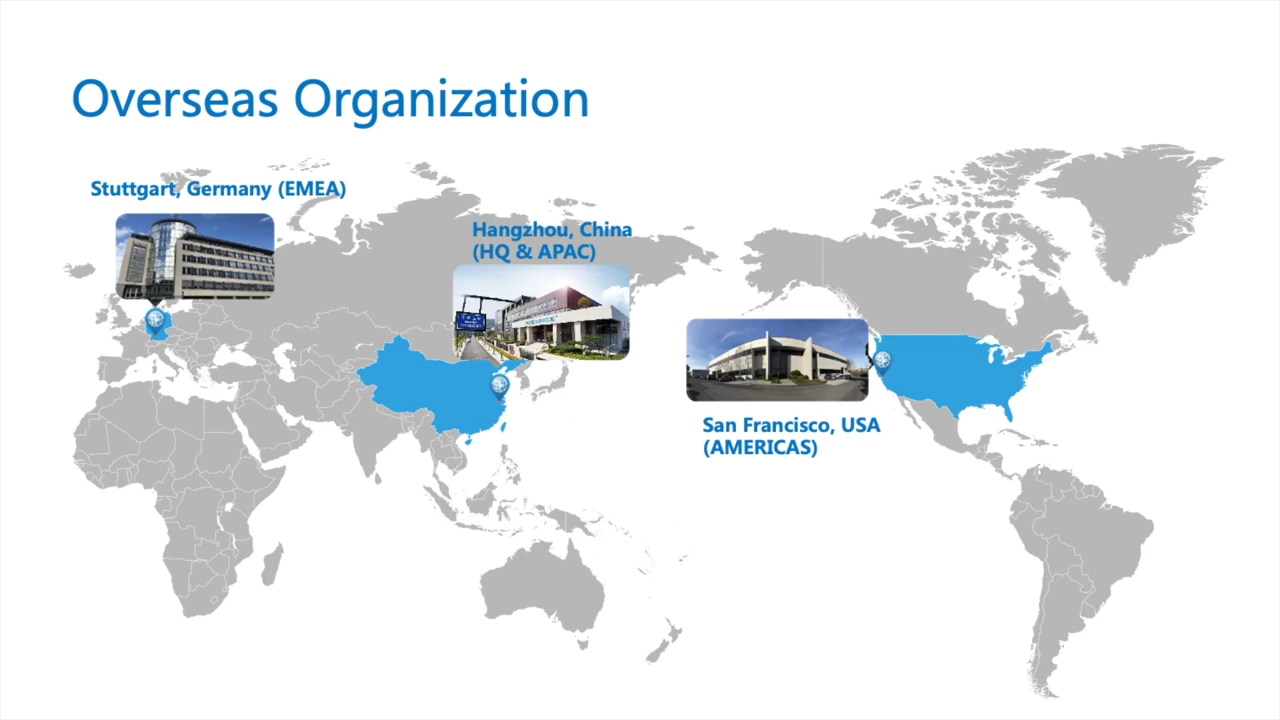 Overseas Organization
Stuttgart, Germany (EMEA)
Hangzhou, China
(HQ & APAC)
San Francisco, USA
(AMERICAS)